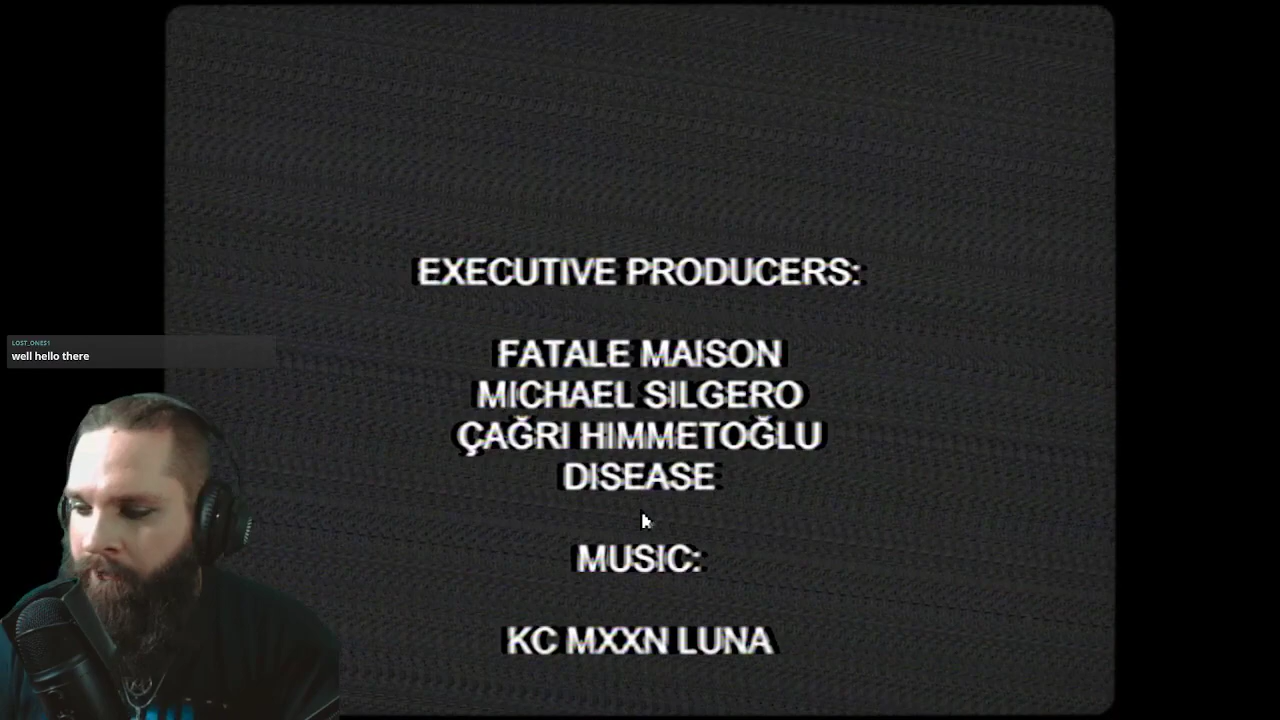 EXECUTIVE PRODUCERS:
FATALE MAISON
MICHAEL SILGERO
ÇAĞRI HIMMETOĞLU
DISEASE
MUSIC:
KC MXXN LUNA
LOST_ONES1
well hello there